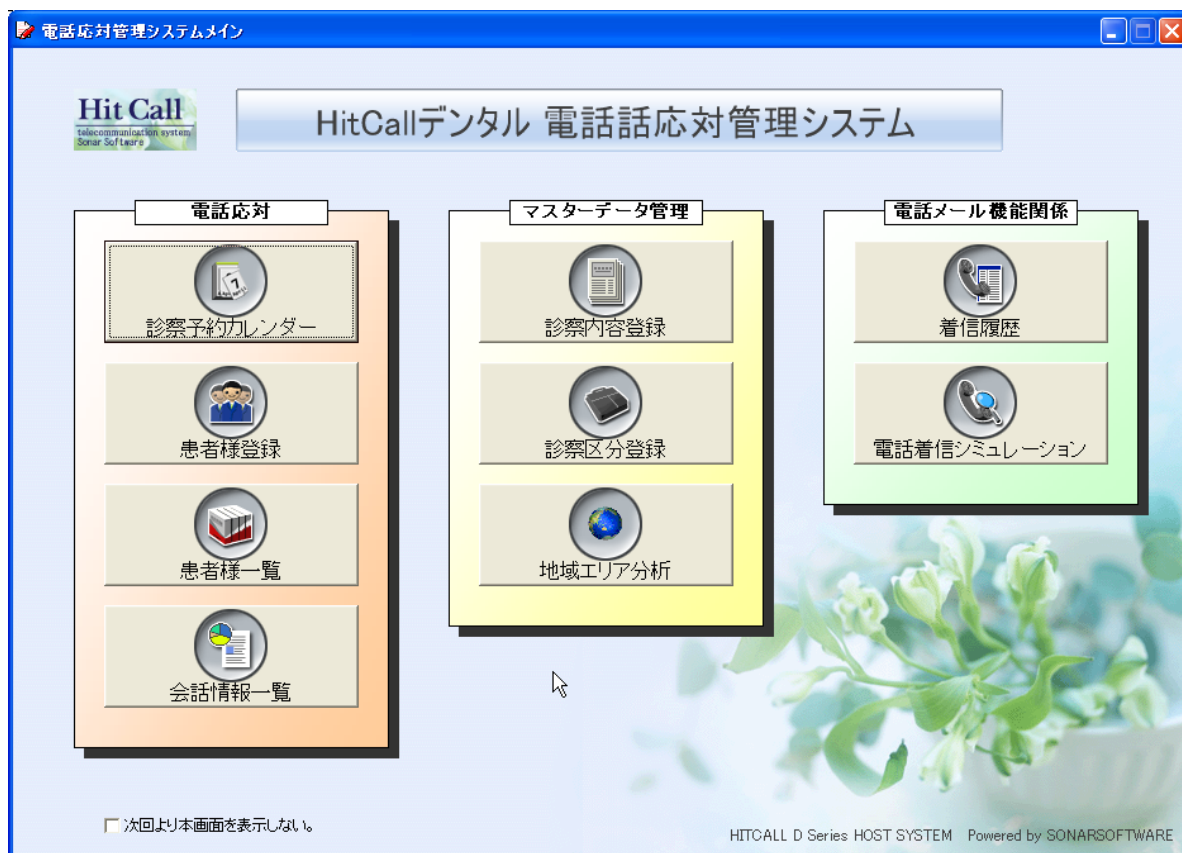 電話応対管理システムメイン
Hit Call
telecommunication system
Sonar Software
HitCallデンタル 電話話応対管理システム
電話応対
診察予約カレンダー
患者様登録
患者様一覧
会話情報一覧
マスターデータ管理
診察内容登録
診察区分登録
地域エリア分析
電話メール機能関係
着信履歴
電話着信シミュレーション
次回より本画面を表示しない。
HITCALL D Series HOST SYSTEM Powered by SONARSOFTWARE